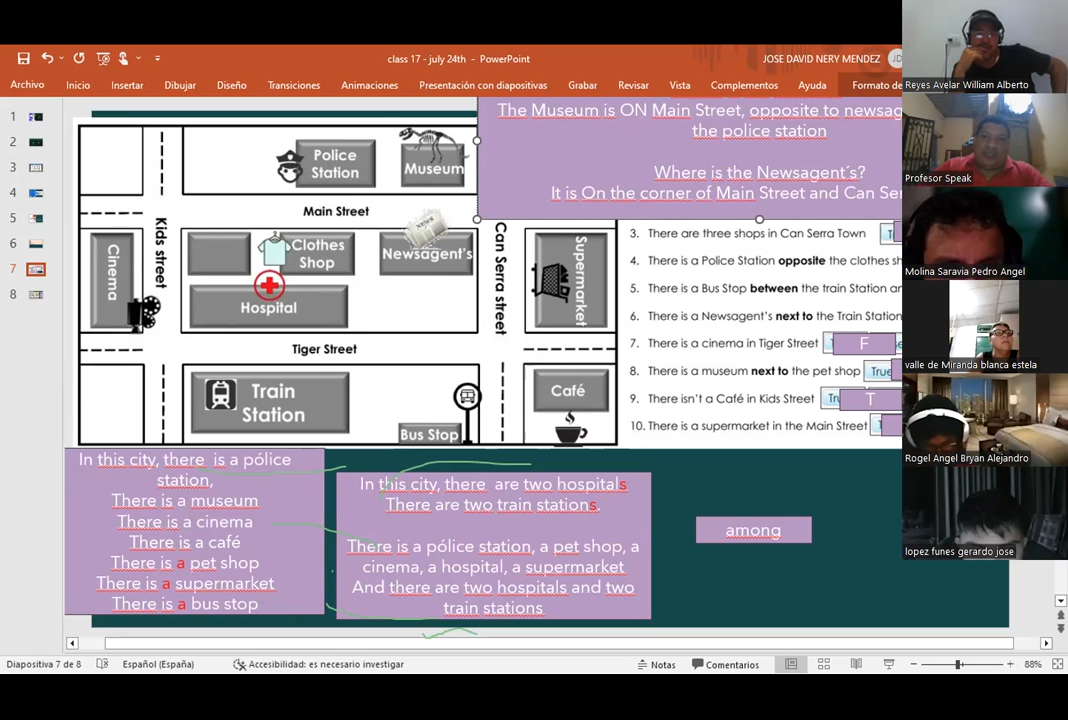 class 17 - july 24th - PowerPoint
JOSE DAVID NERY MENDEZ
Archivo Inicio Insertar Dibujar Diseño Transiciones Animaciones Presentación con diapositivas Grabar Revisar Vista Complementos Ayuda Formato de
1
2
3
4
5
6
7
8
The Museum is ON Main Street, opposite to newsag
the police station
Where is the Newsagent´s?
It is On the corner of Main Street and Can Ser
Police
Station
Museum
Main Street
Kids street
Cinema
Clothes
Shop
NEWS
Newsagent's
Can Serra street
Supermarket
Hospital
Tiger Street
Train
Station
Bus Stop
Café
3. There are three shops in Can Serra Town
4. There is a Police Station opposite the clothes sh
5. There is a Bus Stop between the train Station an
6. There is a Newsagent's next to the Train Station
7. There is a cinema in Tiger Street F
8. There is a museum next to the pet shop True
9. There isn't a Café in Kids Street Tru T
10. There is a supermarket in the Main Street T
In this city, there is a pólice
station,
There is a museum
There is a cinema
There is a café
There is a pet shop
There is a supermarket
There is a bus stop
In this city, there are two hospitals
There are two train stations.
There is a pólice station, a pet shop, a
cinema, a hospital, a supermarket
And there are two hospitals and two
train stations
among
Reyes Avelar William Alberto
Profesor Speak
Molina Saravia Pedro Angel
valle de Miranda blanca estela
Rogel Angel Bryan Alejandro
lopez funes gerardo jose
Diapositiva 7 de 8 Español (España) Accesibilidad: es necesario investigar Notas Comentarios 88%